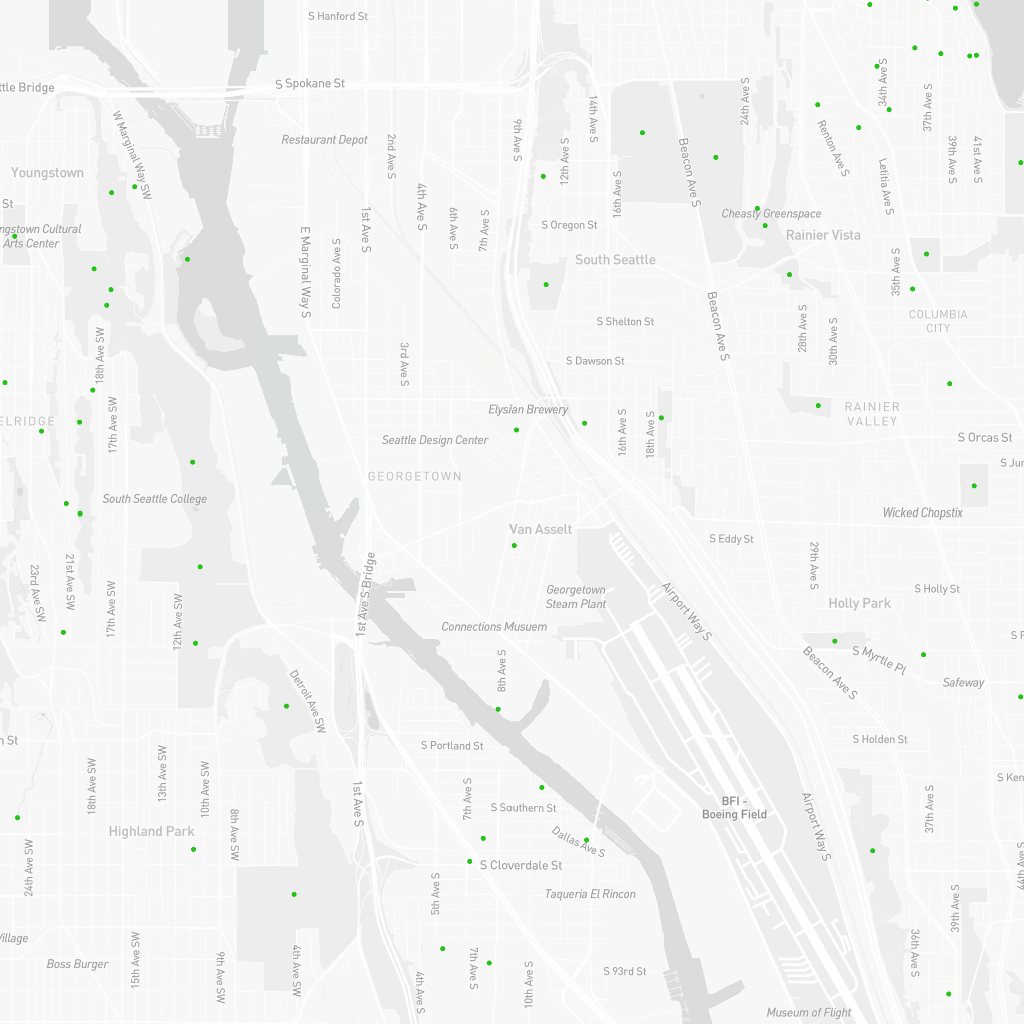 S Hanford St
S Spokane St
ttle Bridge
24th Ave S
34th Ave S
37th Ave S
W Marginal Way SW
Restaurant Depot
2nd Ave S
9th Ave S
14th Ave S
12th Ave S
Beacon Ave S
Renton Ave S
39th Ave S
41st Ave S
Youngstown
4th Ave S
6th Ave S
7th Ave S
16th Ave S
Letitia Ave S
St
1st Ave S
S Oregon St
Cheasty Greenspace
ngstown Cultural
Arts Center
Rainier Vista
E Marginal Way S
Colorado Ave S
South Seattle
35th Ave S
S Shelton St
Beacon Ave S
28th Ave S
30th Ave S
COLUMBIA
CITY
18th Ave SW
3rd Ave S
S Dawson St
ELRIDGE
17th Ave SW
Elysian Brewery
Seattle Design Center
16th Ave S
18th Ave S
RAINIER
VALLEY
S Orcas St
S Jun
GEORGETOWN
South Seattle College
Wicked Chopstix
Van Asselt
S Eddy St
29th Ave S
23rd Ave SW
21st Ave SW
17th Ave SW
12th Ave SW
1st Ave S Bridge
Georgetown
Steam Plant
Airport Way S
S Holly St
Holly Park
Connections Musuem
8th Ave S
Beacon Ave S
S Myrtle Pl
Safeway
Detroit Ave SW
n St
S Portland St
S Holden St
18th Ave SW
13th Ave SW
10th Ave SW
1st Ave S
7th Ave S
S Southern St
BFI -
Boeing Field
Airport Way S
37th Ave S
S Ken
Highland Park
8th Ave SW
Dallas Ave S
24th Ave SW
S Cloverdale St
44th Ave S
5th Ave S
Taqueria El Rincon
39th Ave S
Village
Boss Burger
15th Ave SW
9th Ave SW
4th Ave SW
4th Ave S
7th Ave S
10th Ave S
S 93rd St
36th Ave S
Museum of Flight